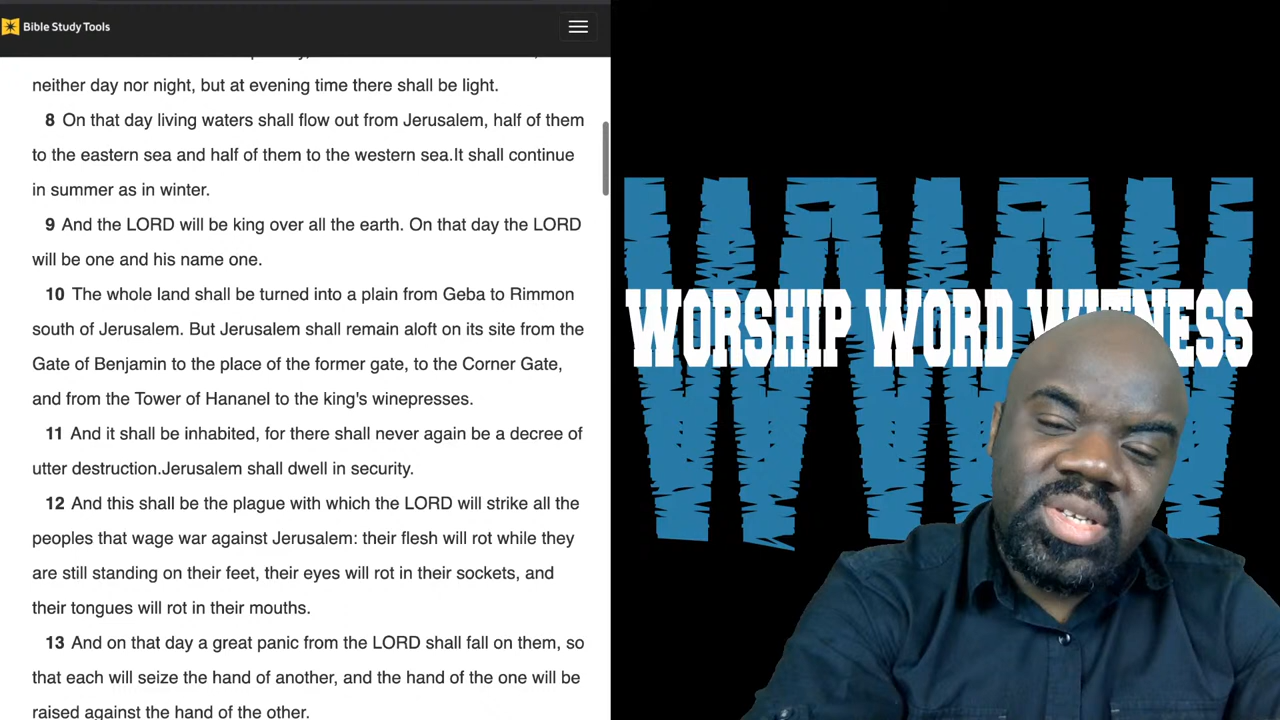 Bible Study Tools
neither day nor night, but at evening time there shall be light.
8 On that day living waters shall flow out from Jerusalem, half of them
to the eastern sea and half of them to the western sea.It shall continue
in summer as in winter.
9 And the LORD will be king over all the earth. On that day the LORD
will be one and his name one.
10 The whole land shall be turned into a plain from Geba to Rimmon
south of Jerusalem. But Jerusalem shall remain aloft on its site from the
Gate of Benjamin to the place of the former gate, to the Corner Gate,
and from the Tower of Hananel to the king's winepresses.
11 And it shall be inhabited, for there shall never again be a decree of
utter destruction.Jerusalem shall dwell in security.
12 And this shall be the plague with which the LORD will strike all the
peoples that wage war against Jerusalem: their flesh will rot while they
are still standing on their feet, their eyes will rot in their sockets, and
their tongues will rot in their mouths.
13 And on that day a great panic from the LORD shall fall on them, so
that each will seize the hand of another, and the hand of the one will be
raised against the hand of the other.
WWW
WORSHIP WORD WITNESS